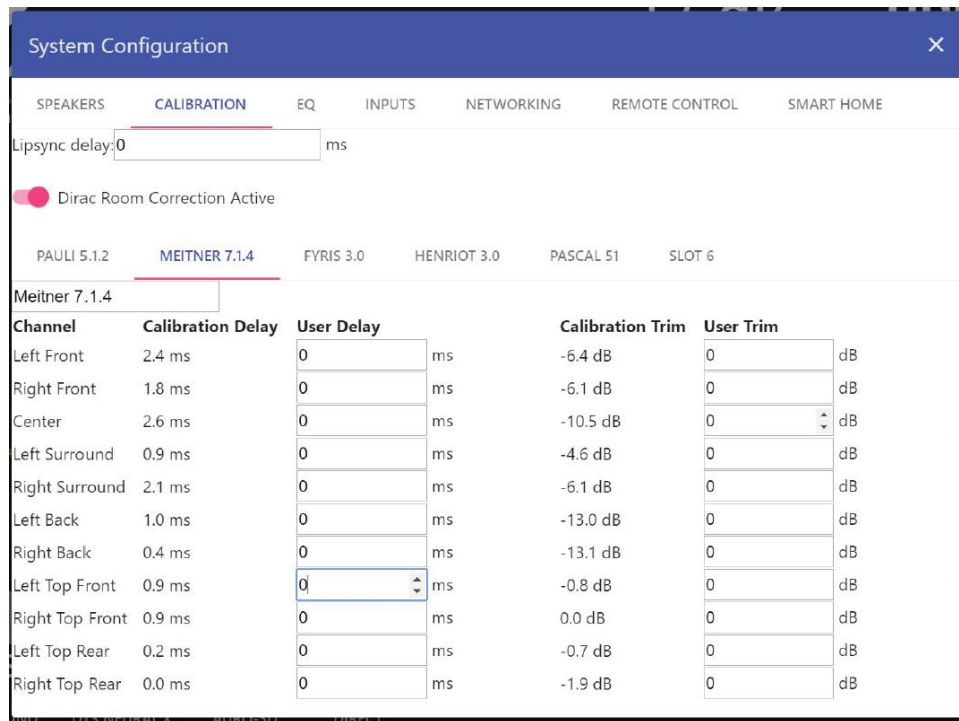 System Configuration ×
SPEAKERS CALIBRATION EQ INPUTS NETWORKING REMOTE CONTROL SMART HOME
Lipsync delay: 0 ms
Dirac Room Correction Active
PAULI 5.1.2 MEITNER 7.1.4 FYRIS 3.0 HENRIOT 3.0 PASCAL 51 SLOT 6
Meitner 7.1.4
Channel Calibration Delay User Delay Calibration Trim User Trim
Left Front 2.4 ms 0 ms -6.4 dB 0 dB
Right Front 1.8 ms 0 ms -6.1 dB 0 dB
Center 2.6 ms 0 ms -10.5 dB 0 dB
Left Surround 0.9 ms 0 ms -4.6 dB 0 dB
Right Surround 2.1 ms 0 ms -6.1 dB 0 dB
Left Back 1.0 ms 0 ms -13.0 dB 0 dB
Right Back 0.4 ms 0 ms -13.1 dB 0 dB
Left Top Front 0.9 ms 0 ms -0.8 dB 0 dB
Right Top Front 0.9 ms 0 ms 0.0 dB 0 dB
Left Top Rear 0.2 ms 0 ms -0.7 dB 0 dB
Right Top Rear 0.0 ms 0 ms -1.9 dB 0 dB